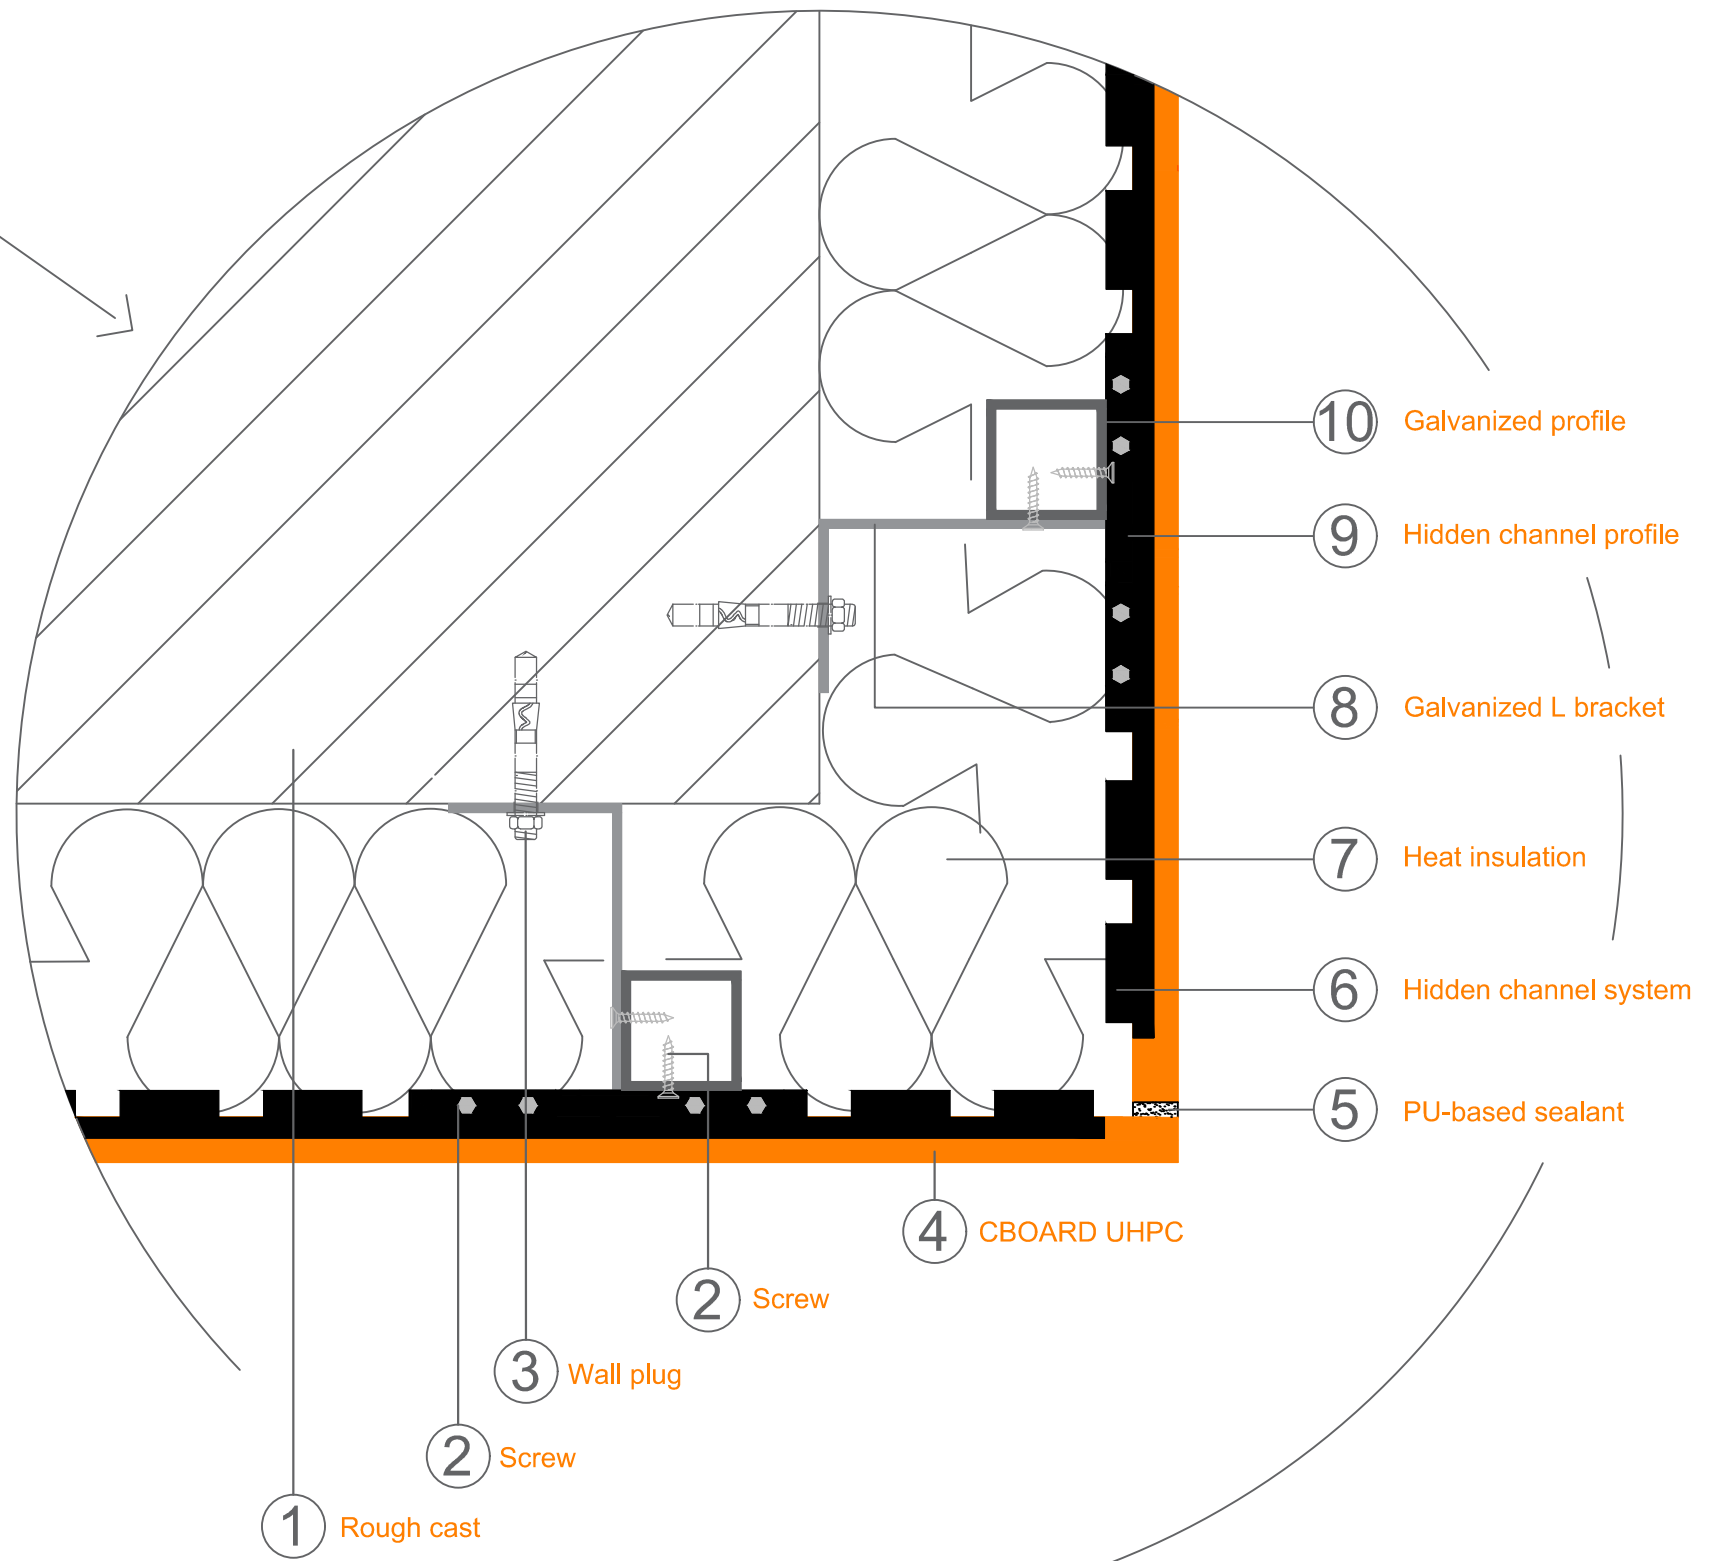 10 Galvanized profile
9 Hidden channel profile
8 Galvanized L bracket
7 Heat insulation
6 Hidden channel system
5 PU-based sealant
4 CBOARD UHPC
2 Screw
3 Wall plug
2 Screw
1 Rough cast